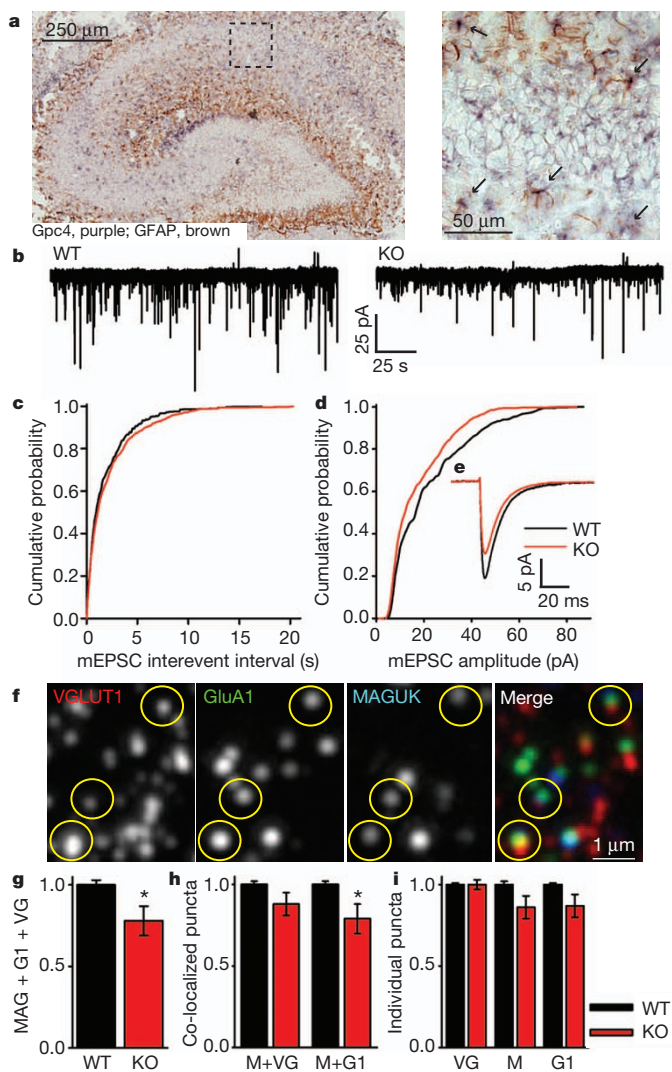 a
250 µm
Gpc4, purple; GFAP, brown
50 µm
b
WT
KO
25 pA
25 s
c
Cumulative probability
1.0
0.8
0.6
0.4
0.2
0.0
0 5 10 15 20
mEPSC interevent interval (s)
d
Cumulative probability
1.0
0.8
0.6
0.4
0.2
0.0
0 20 40 60 80
mEPSC amplitude (pA)
e
WT
KO
5 pA
20 ms
f
VGLUT1
GluA1
MAGUK
Merge
1 µm
g
MAG + G1 + VG
1.0
0.5
0
*
WT KO
h
Co-localized puncta
1.0
0.5
0
*
M+VG M+G1
i
Individual puncta
1.0
0.5
0
VG M G1
WT
KO